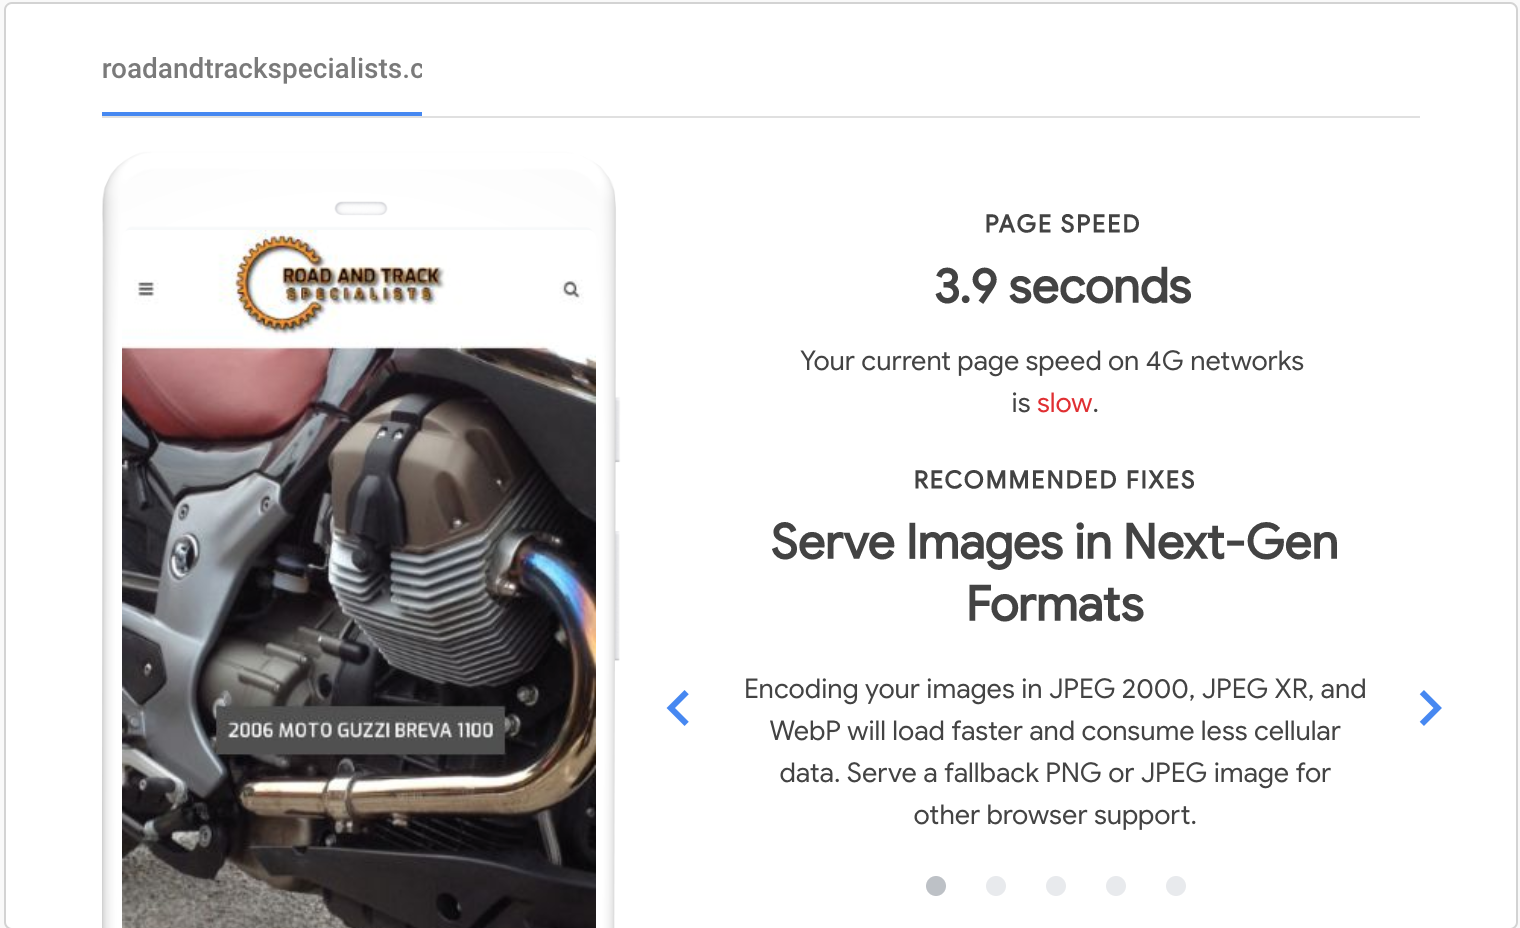 roadandtrackspecialists.c
ROAD AND TRACK
SPECIALISTS
2006 MOTO GUZZI BREVA 1100
PAGE SPEED
3.9 seconds
Your current page speed on 4G networks
is slow.
RECOMMENDED FIXES
Serve Images in Next-Gen
Formats
Encoding your images in JPEG 2000, JPEG XR, and
WebP will load faster and consume less cellular
data. Serve a fallback PNG or JPEG image for
other browser support.